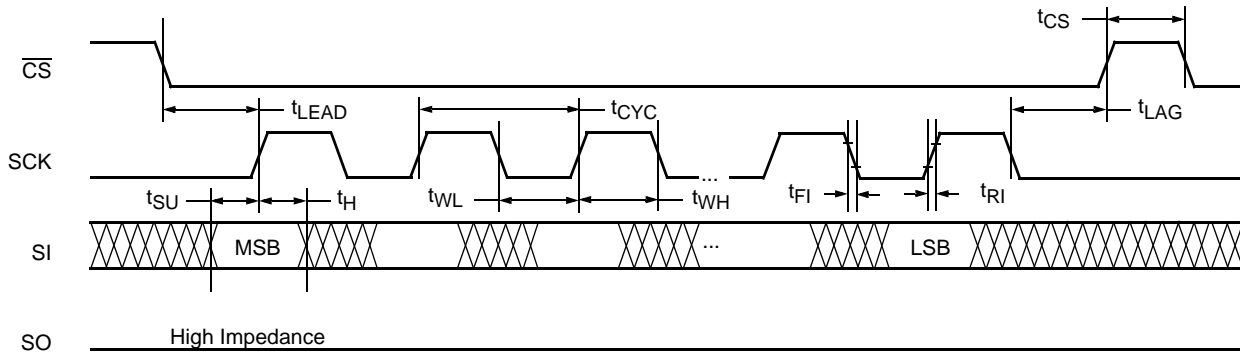 tCS
CS
tLEAD
tCYC
tLAG
SCK
...
tSU
tH
tWL
tWH
tFI
tRI
SI
MSB
...
LSB
High Impedance
SO